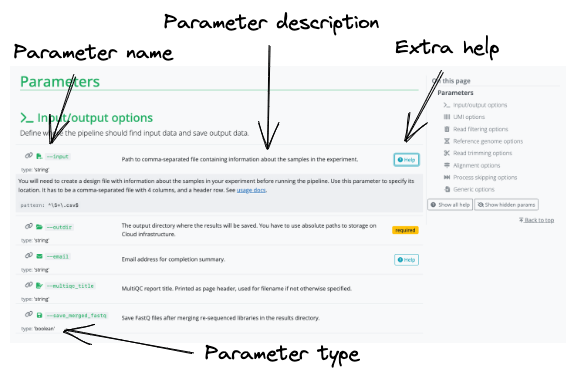 Parameter description
Parameter name
Extra help
Parameters
On this page
Parameters
>_ Input/output options
UMI options
Read filtering options
Reference genome options
Read trimming options
Alignment options
Process skipping options
Generic options
Show all help
Show hidden params
Back to top
>_ Input/output options
Define where the pipeline should find input data and save output data.
--input
Path to comma-separated file containing information about the samples in the experiment.
Help
type: 'string'
You will need to create a design file with information about the samples in your experiment before running the pipeline. Use this parameter to specify its
location. It has to be a comma-separated file with 4 columns, and a header row. See usage docs.
pattern: ^\S+\.csv$
--outdir
The output directory where the results will be saved. You have to use absolute paths to storage on
Cloud infrastructure.
required
type: 'string'
--email
Email address for completion summary.
Help
type: 'string'
--multiqc_title
MultiQC report title. Printed as page header, used for filename if not otherwise specified.
type: 'string'
--save_merged_fastq
Save FastQ files after merging re-sequenced libraries in the results directory.
type: 'boolean'
Parameter type